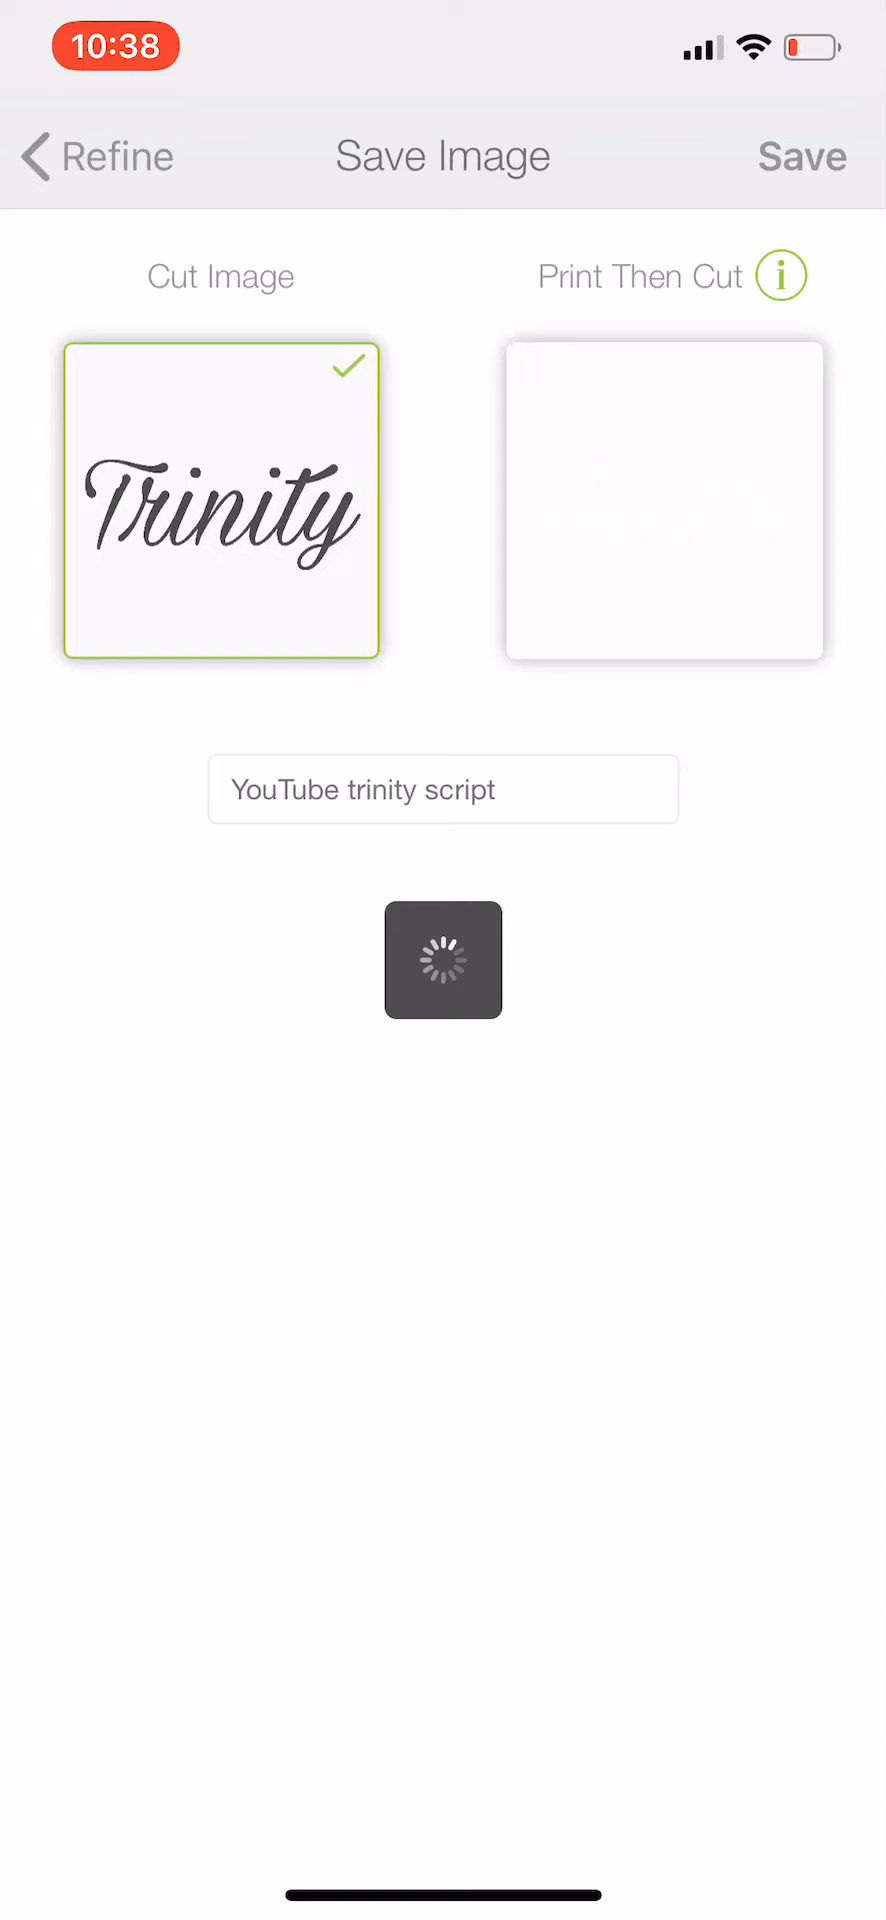 10:38
Refine
Save Image
Save
Cut Image
Print Then Cut i
Trinity
YouTube trinity script